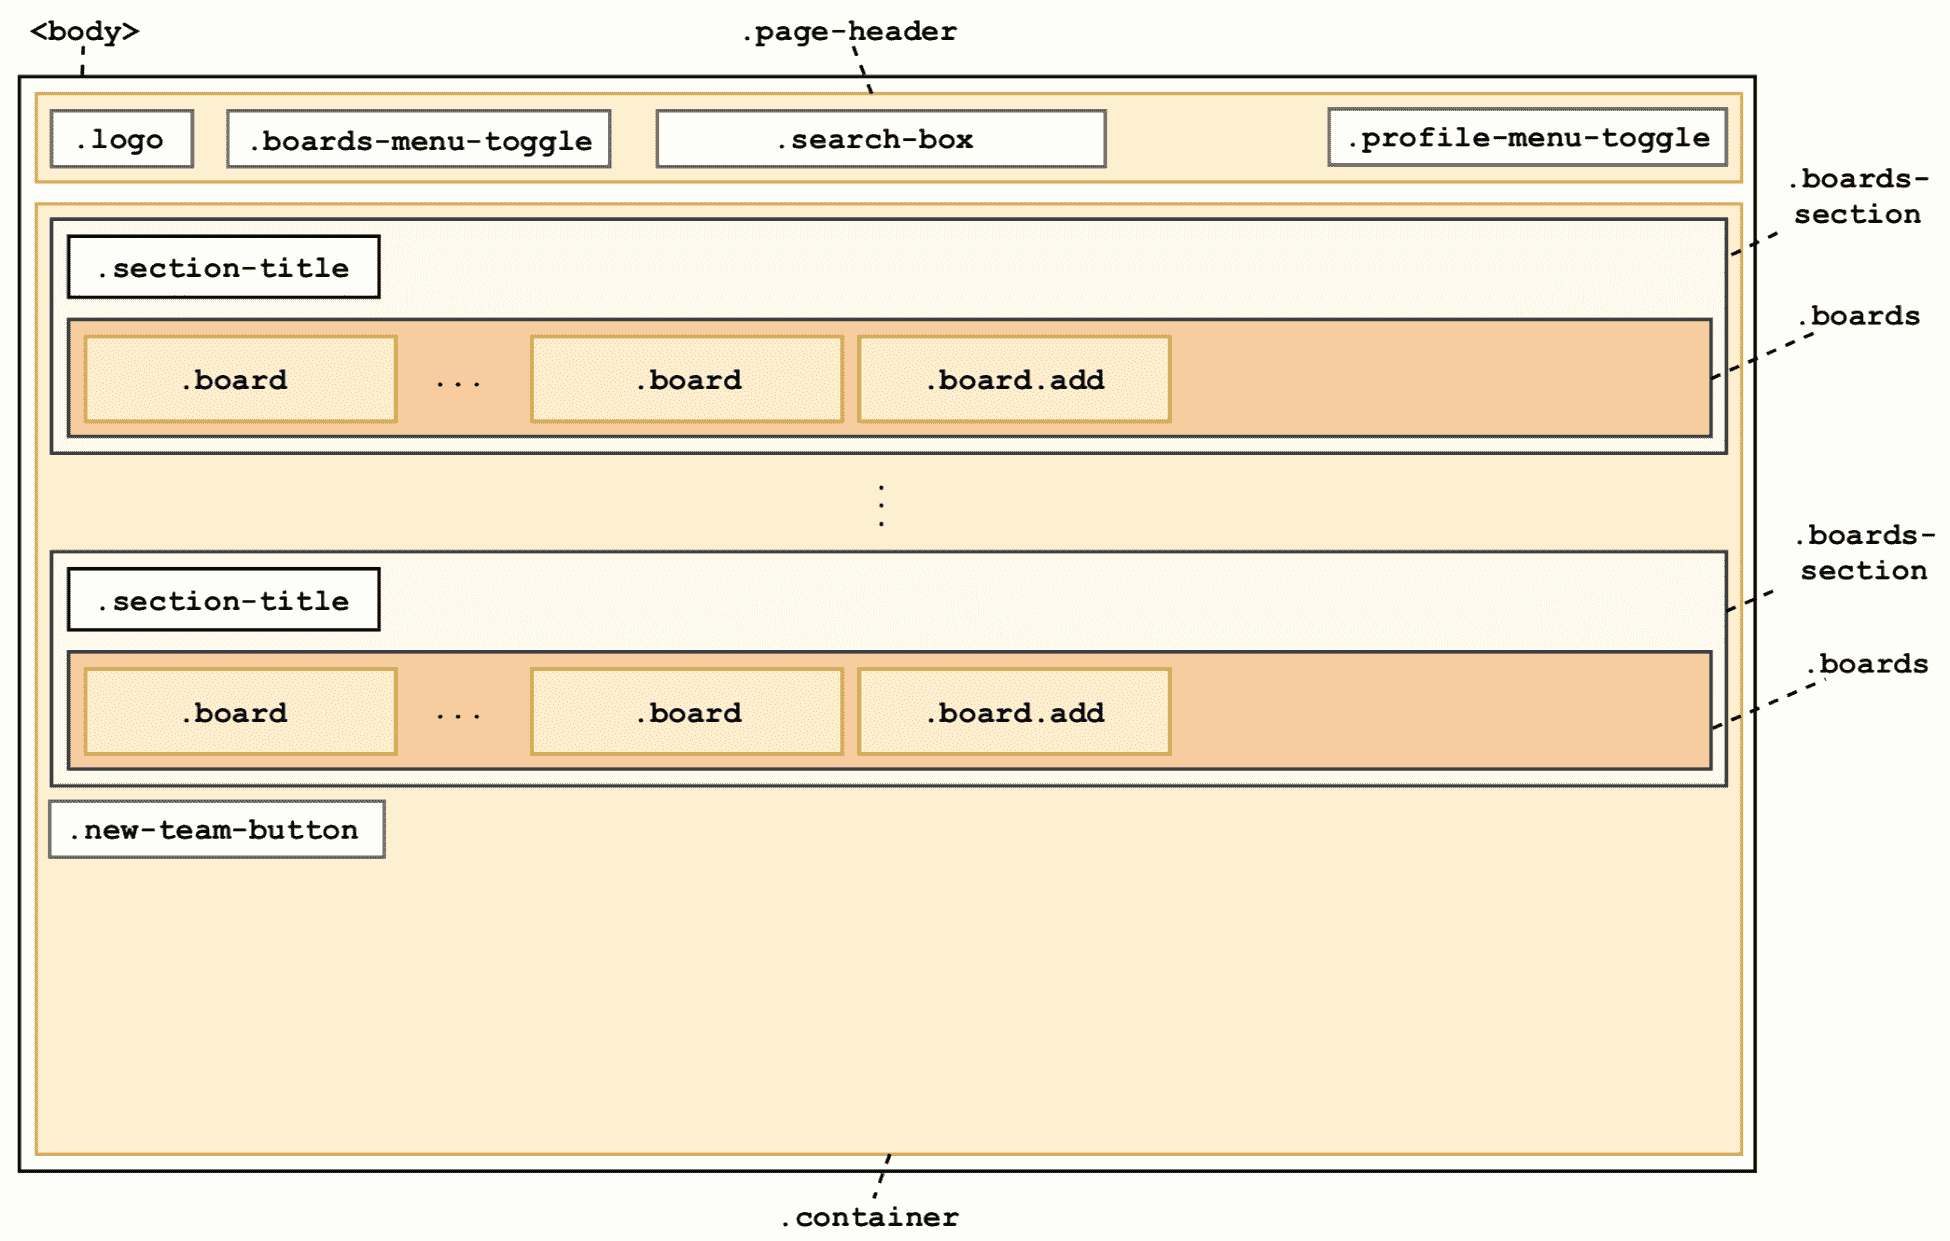 <body>
.page-header
.logo
.boards-menu-toggle
.search-box
.profile-menu-toggle
.boards-
section
.section-title
.boards
.board
...
.board
.board.add
...
.boards-
section
.section-title
.boards
.board
...
.board
.board.add
.new-team-button
.container